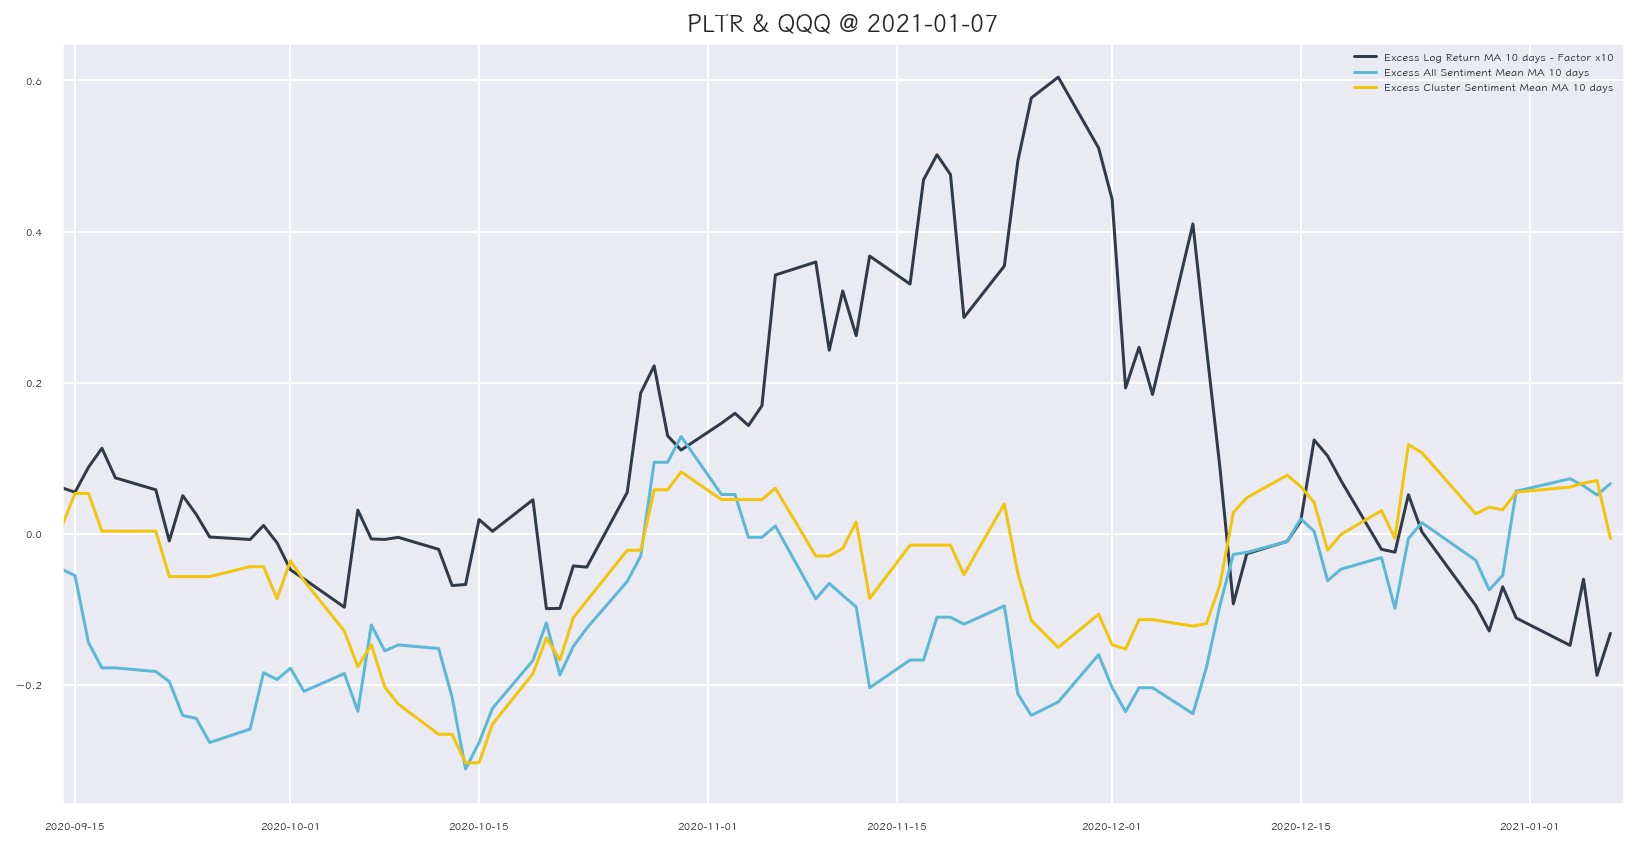 PLTR & QQQ @ 2021-01-07
Excess Log Return MA 10 days - Factor x10
Excess All Sentiment Mean MA 10 days
Excess Cluster Sentiment Mean MA 10 days
0.6
0.4
0.2
0.0
−0.2
2020-09-15 2020-10-01 2020-10-15 2020-11-01 2020-11-15 2020-12-01 2020-12-15 2021-01-01